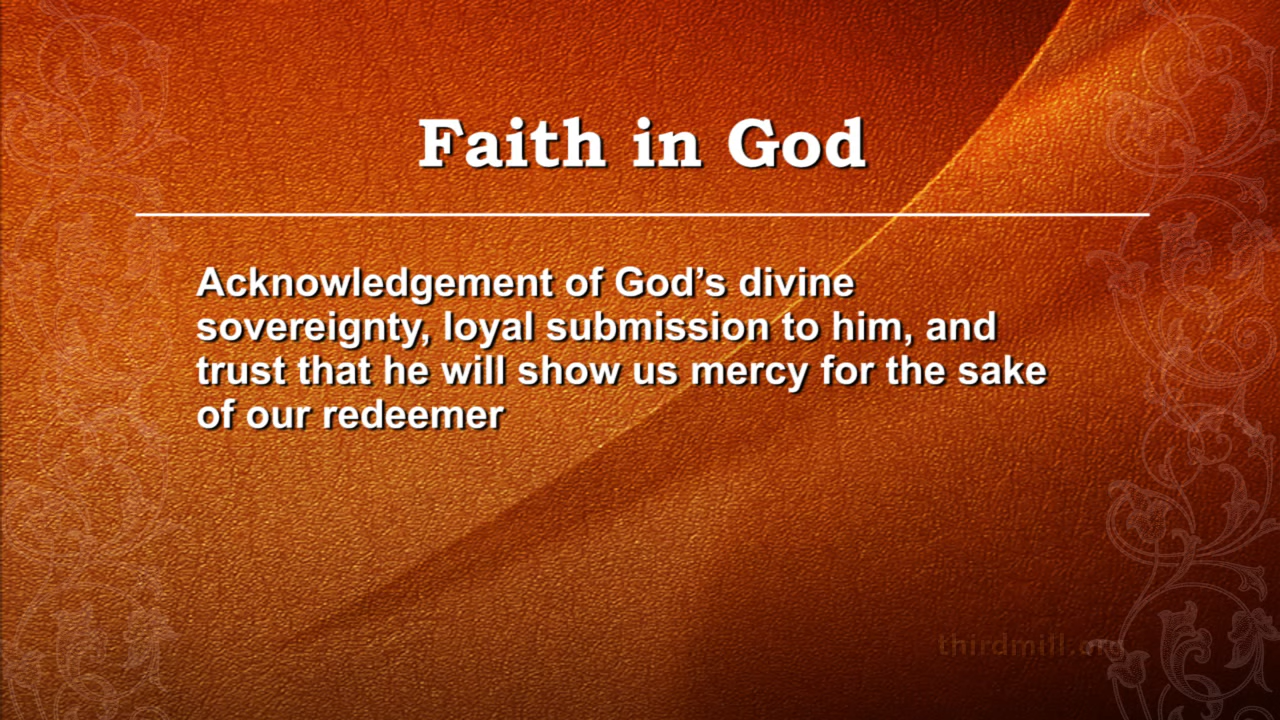 Faith in God
Acknowledgement of God’s divine
sovereignty, loyal submission to him, and
trust that he will show us mercy for the sake
of our redeemer
thirdmill.org